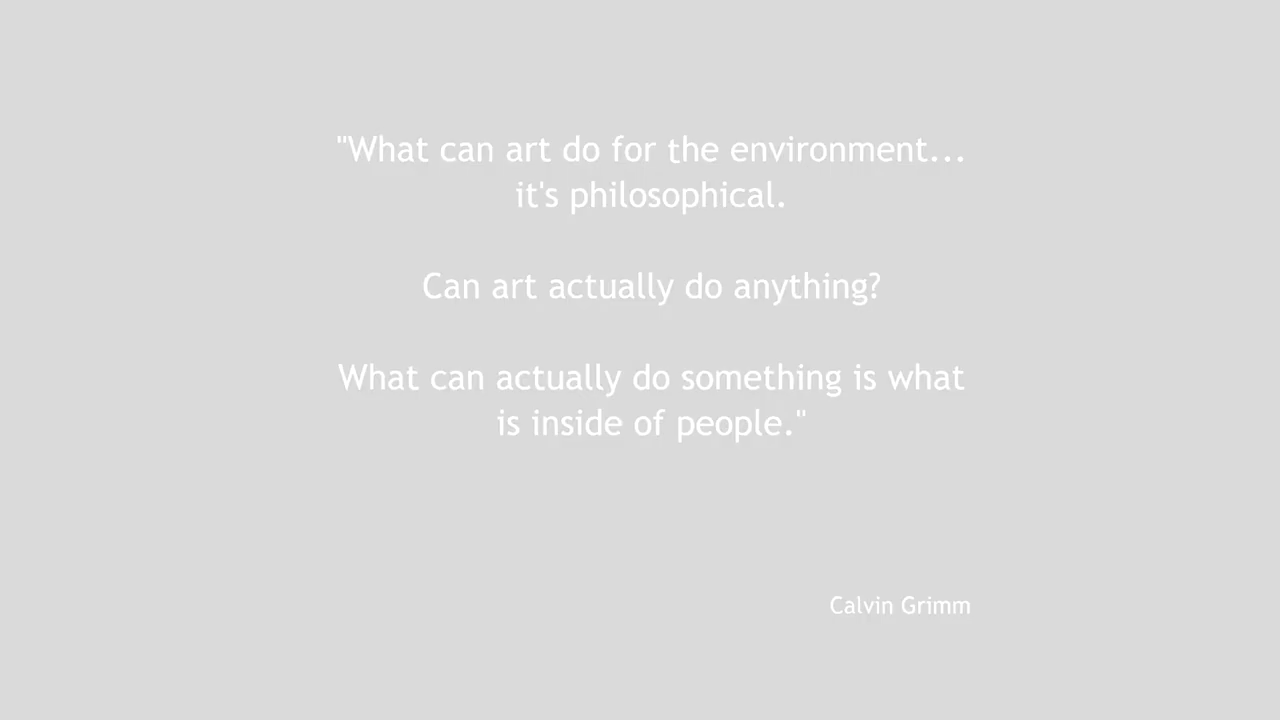 "What can art do for the environment...
it's philosophical.
Can art actually do anything?
What can actually do something is what
is inside of people."
Calvin Grimm